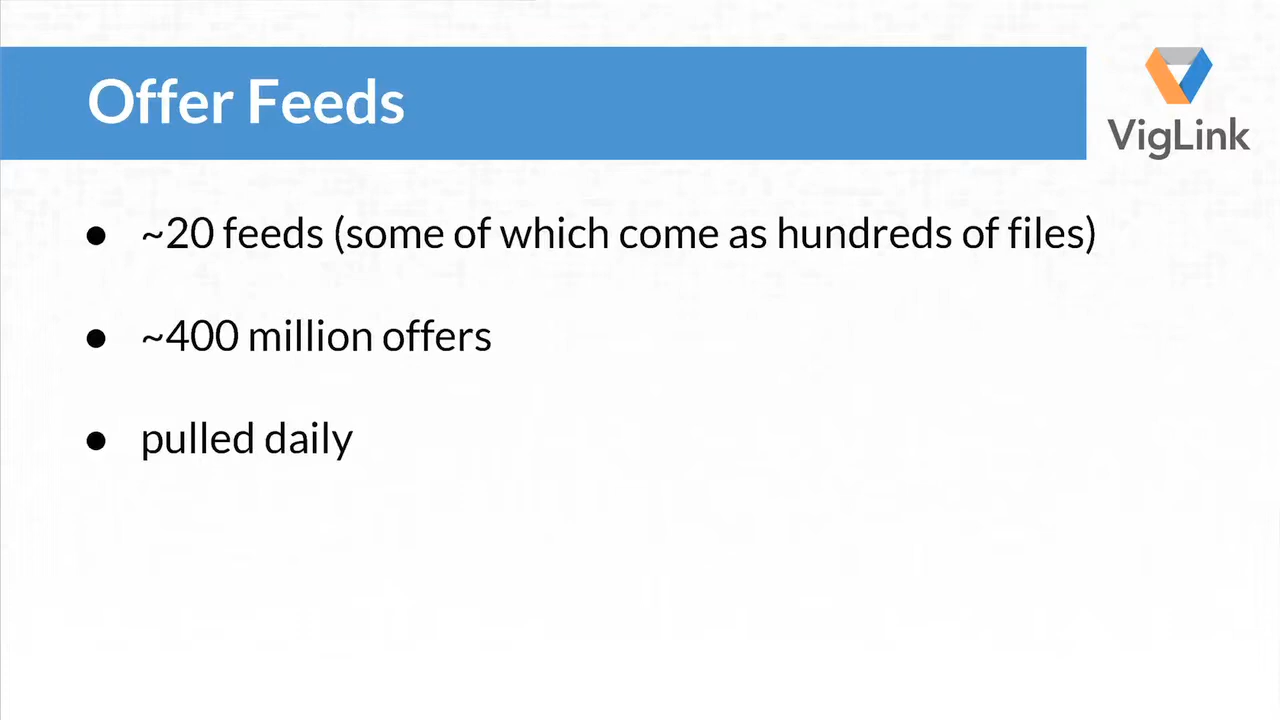 Offer Feeds
VigLink
● ~20 feeds (some of which come as hundreds of files)
● ~400 million offers
● pulled daily